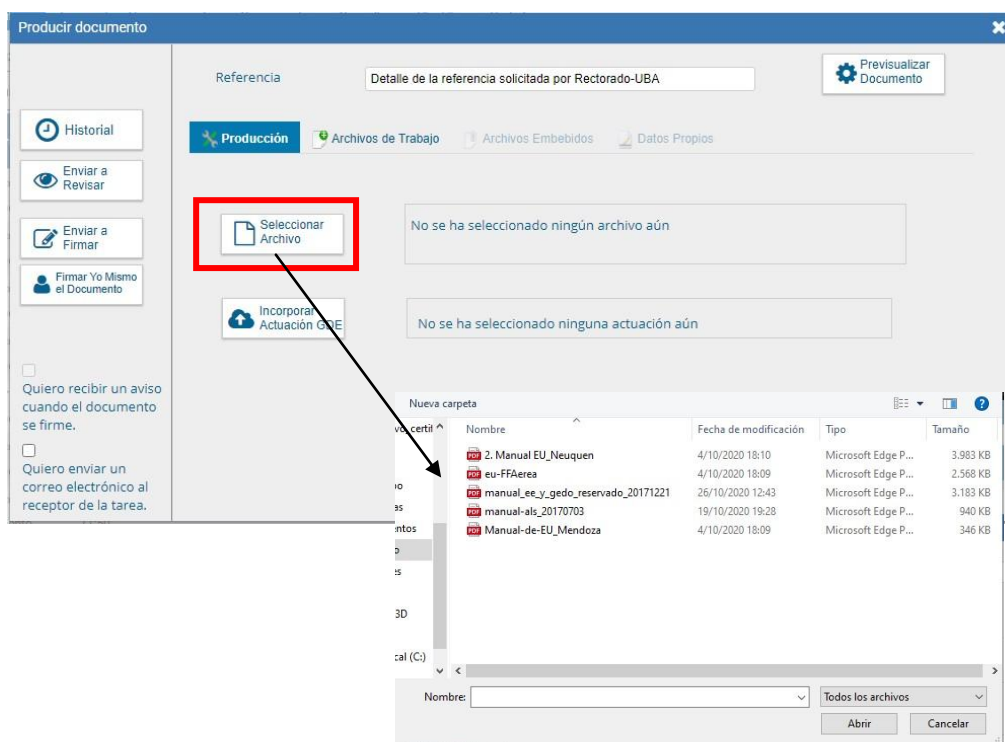 Producir documento
Referencia
Detalle de la referencia solicitada por Rectorado-UBA
Previsualizar
Documento
Historial
Enviar a
Revisar
Enviar a
Firmar
Firmar Yo Mismo
el Documento
Quiero recibir un aviso
cuando el documento
se firme.
Quiero enviar un
correo electrónico al
receptor de la tarea.
Producción
Archivos de Trabajo
Archivos Embebidos
Datos Propios
Seleccionar
Archivo
No se ha seleccionado ningún archivo aún
Incorporar
Actuación GDE
No se ha seleccionado ninguna actuación aún
Nueva carpeta
Nombre Fecha de modificación Tipo Tamaño
2. Manual EU_Neuquen 4/10/2020 18:10 Microsoft Edge P... 3.983 KB
eu-FFAerea 4/10/2020 18:09 Microsoft Edge P... 2.568 KB
manual_ee_y_gedo_reservado_20171221 26/10/2020 12:43 Microsoft Edge P... 3.183 KB
manual-als_20170703 19/10/2020 19:28 Microsoft Edge P... 940 KB
Manual-de-EU_Mendoza 4/10/2020 18:09 Microsoft Edge P... 346 KB
3D
cal (C:)
Nombre:
Todos los archivos
Abrir
Cancelar